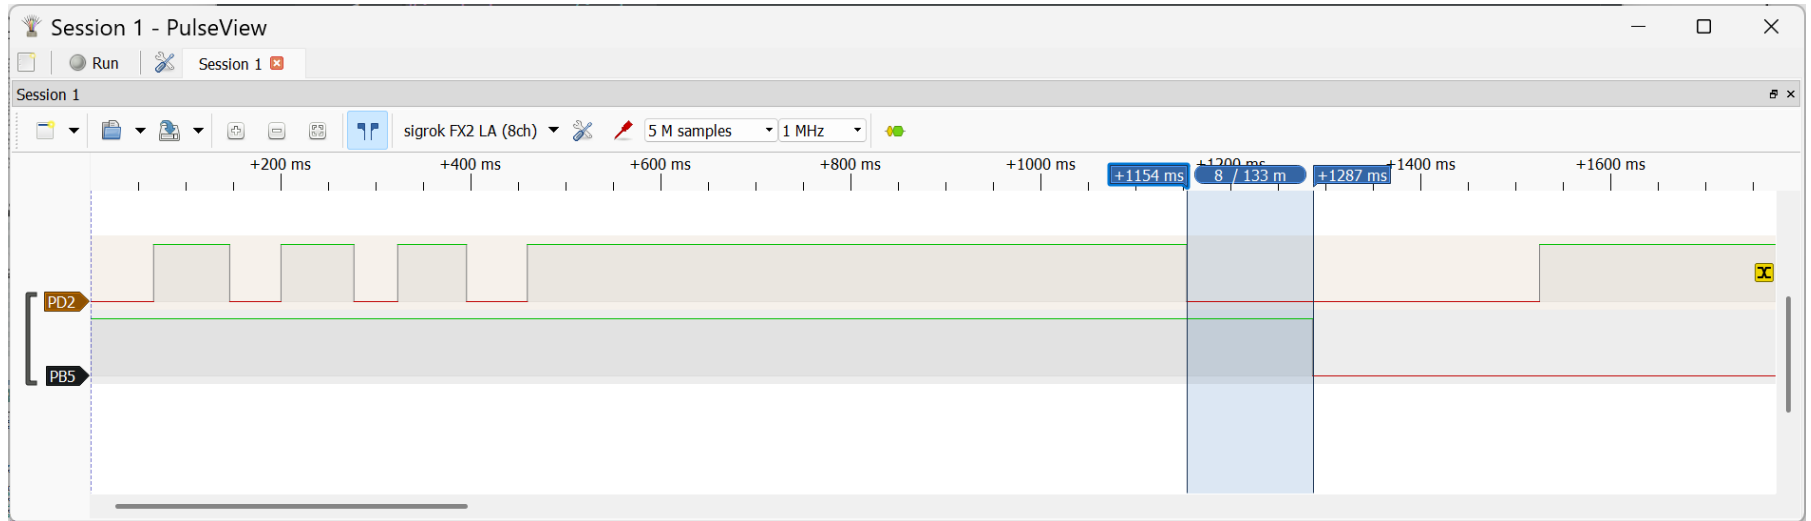 Session 1 - PulseView
Run
Session 1
Session 1
sigrok FX2 LA (8ch)
5 M samples
1 MHz
+200 ms +400 ms +600 ms +800 ms +1000 ms +1200 ms +1400 ms +1600 ms
+1154 ms 8 / 133 m +1287 ms
PD2
PB5